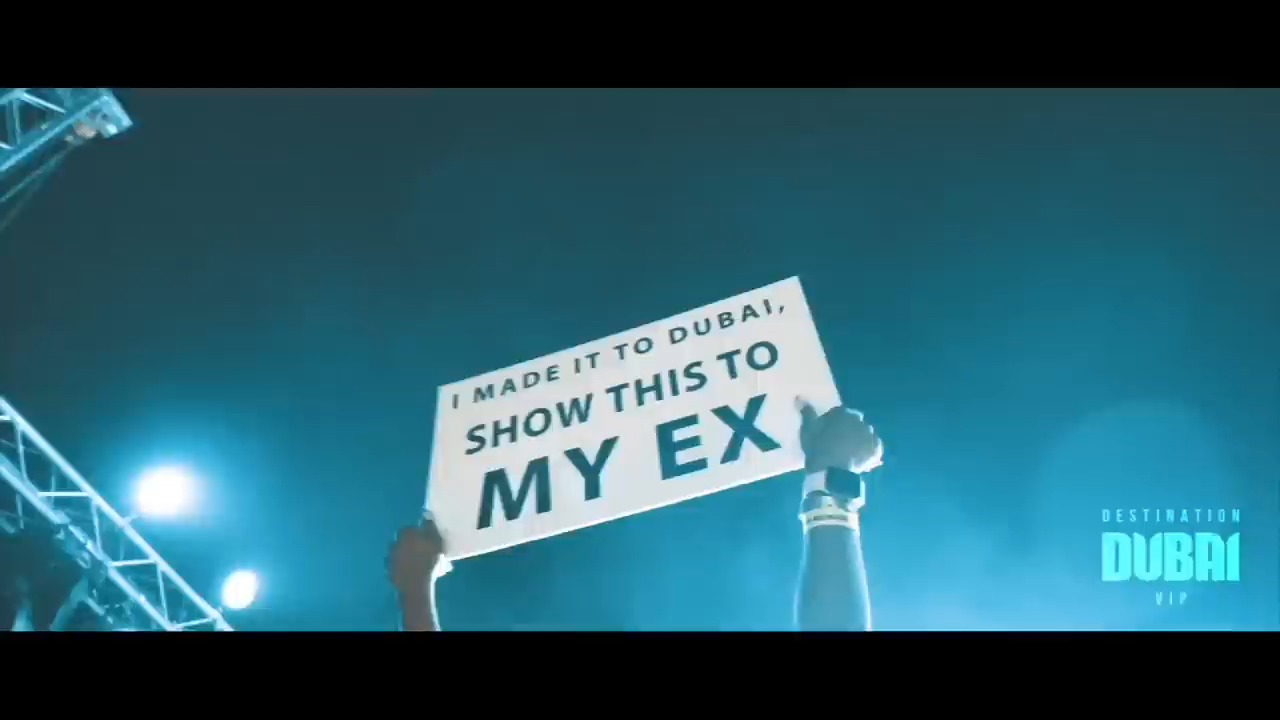 I MADE IT TO DUBAI,
SHOW THIS TO
MY EX
DESTINATION
DUBAI
VIP